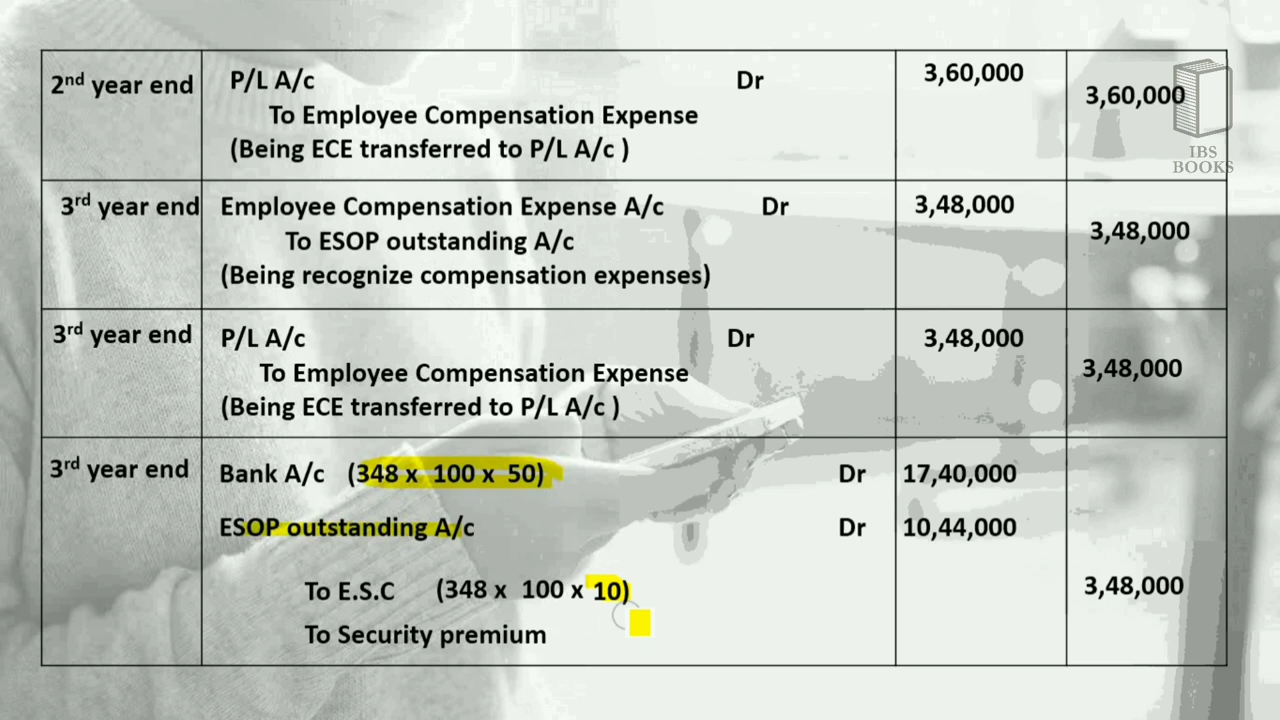 2nd year end P/L A/c Dr 3,60,000
To Employee Compensation Expense 3,60,000
(Being ECE transferred to P/L A/c )
IBS
BOOKS
3rd year end Employee Compensation Expense A/c Dr 3,48,000
To ESOP outstanding A/c 3,48,000
(Being recognize compensation expenses)
3rd year end P/L A/c Dr 3,48,000
To Employee Compensation Expense 3,48,000
(Being ECE transferred to P/L A/c )
3rd year end Bank A/c (348 x 100 x 50) Dr 17,40,000
ESOP outstanding A/c Dr 10,44,000
To E.S.C (348 x 100 x 10) 3,48,000
To Security premium